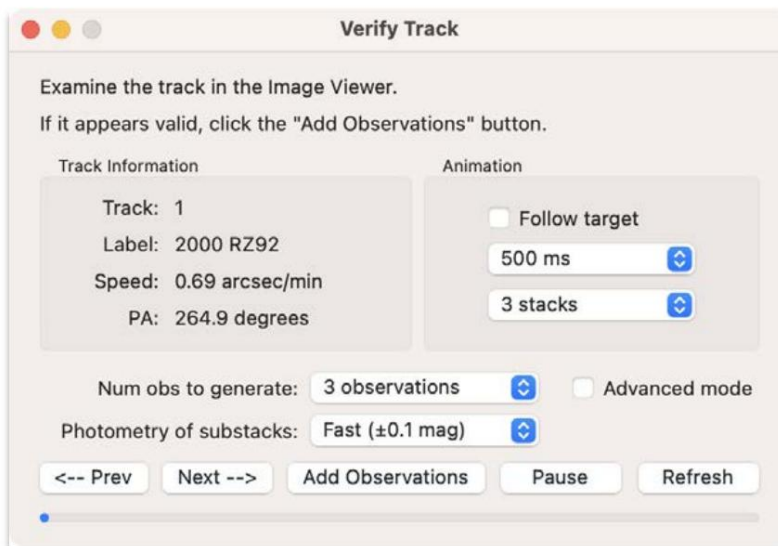 Verify Track
Examine the track in the Image Viewer.
If it appears valid, click the "Add Observations" button.
Track Information
Track: 1
Label: 2000 RZ92
Speed: 0.69 arcsec/min
PA: 264.9 degrees
Animation
Follow target
500 ms
3 stacks
Num obs to generate: 3 observations
Advanced mode
Photometry of substacks: Fast (±0.1 mag)
<-- Prev Next --> Add Observations Pause Refresh